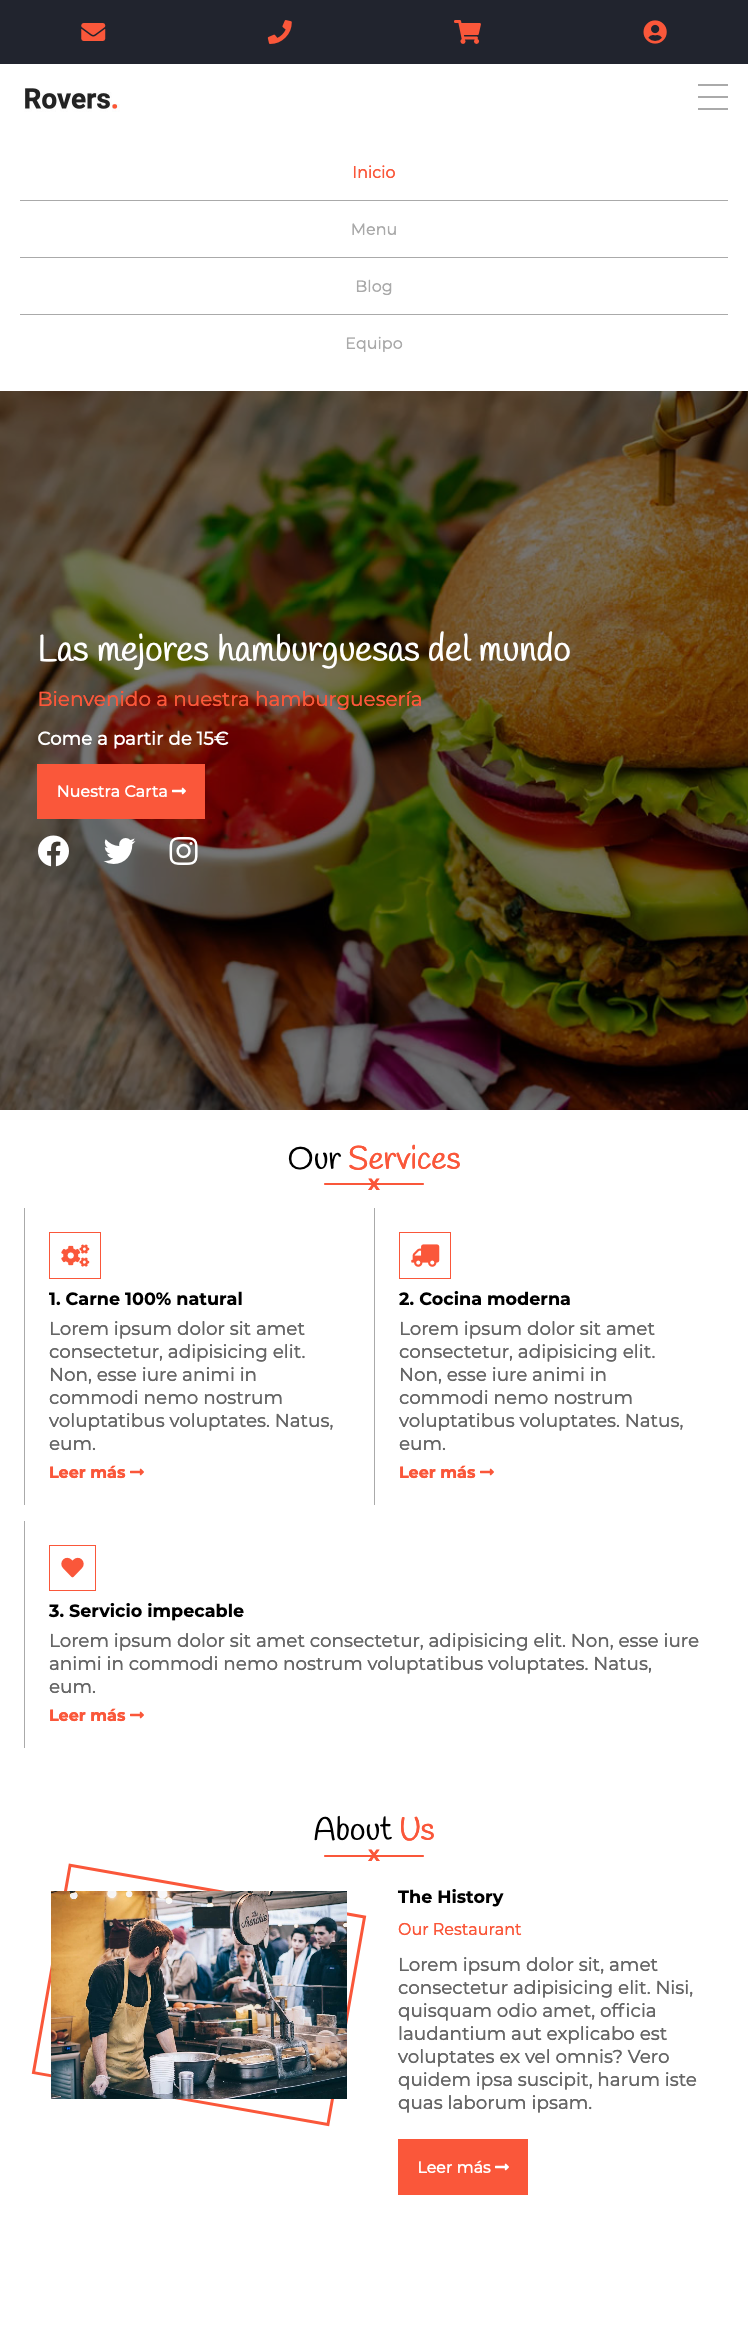 Rovers.
Inicio
Menu
Blog
Equipo
Las mejores hamburguesas del mundo
Bienvenido a nuestra hamburguesería
Come a partir de 15€
Nuestra Carta
Our Services
x
1. Carne 100% natural
Lorem ipsum dolor sit amet
consectetur, adipisicing elit.
Non, esse iure animi in
commodi nemo nostrum
voluptatibus voluptates. Natus,
eum.
Leer más
2. Cocina moderna
Lorem ipsum dolor sit amet
consectetur, adipisicing elit.
Non, esse iure animi in
commodi nemo nostrum
voluptatibus voluptates. Natus,
eum.
Leer más
3. Servicio impecable
Lorem ipsum dolor sit amet consectetur, adipisicing elit. Non, esse iure
animi in commodi nemo nostrum voluptatibus voluptates. Natus,
eum.
Leer más
About Us
x
The History
Our Restaurant
Lorem ipsum dolor sit, amet
consectetur adipisicing elit. Nisi,
quisquam odio amet, officia
laudantium aut explicabo est
voluptates ex vel omnis? Vero
quidem ipsa suscipit, harum iste
quas laborum ipsam.
Leer más